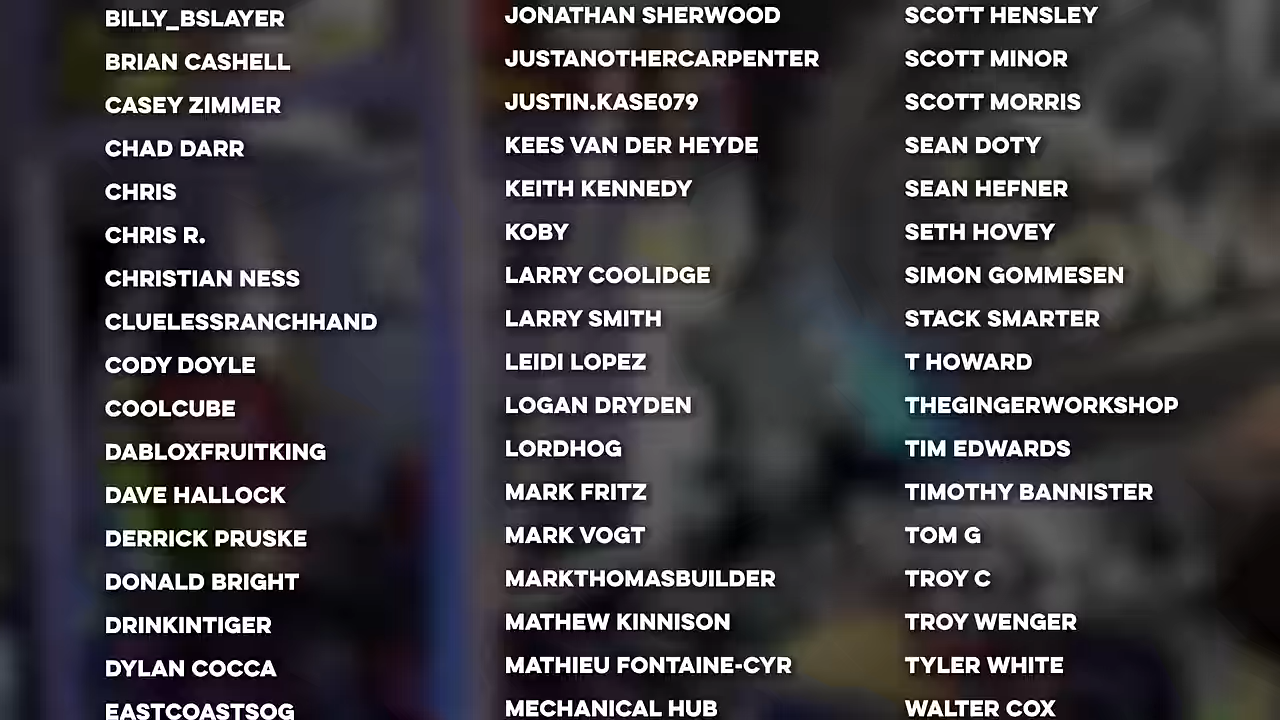 BILLY_BSLAYER
BRIAN CASHELL
CASEY ZIMMER
CHAD DARR
CHRIS
CHRIS R.
CHRISTIAN NESS
CLUELESSRANCHHAND
CODY DOYLE
COOLCUBE
DABLOXFRUITKING
DAVE HALLOCK
DERRICK PRUSKE
DONALD BRIGHT
DRINKINTIGER
DYLAN COCCA
EASTCOASTSOG
JONATHAN SHERWOOD
JUSTANOTHERCARPENTER
JUSTIN.KASE079
KEES VAN DER HEYDE
KEITH KENNEDY
KOBY
LARRY COOLIDGE
LARRY SMITH
LEIDI LOPEZ
LOGAN DRYDEN
LORDHOG
MARK FRITZ
MARK VOGT
MARKTHOMASBUILDER
MATHEW KINNISON
MATHIEU FONTAINE-CYR
MECHANICAL HUB
SCOTT HENSLEY
SCOTT MINOR
SCOTT MORRIS
SEAN DOTY
SEAN HEFNER
SETH HOVEY
SIMON GOMMESEN
STACK SMARTER
T HOWARD
THEGINGERWORKSHOP
TIM EDWARDS
TIMOTHY BANNISTER
TOM G
TROY C
TROY WENGER
TYLER WHITE
WALTER COX